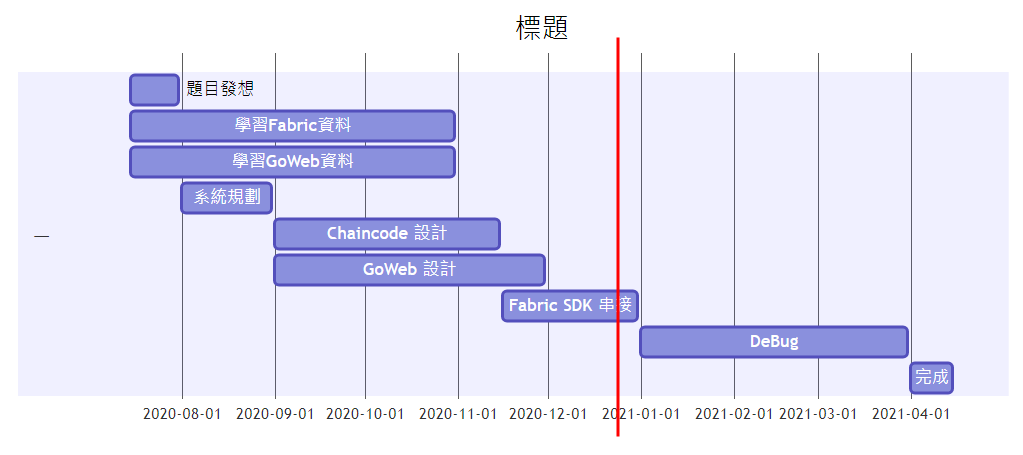 標題
題目發想
學習Fabric資料
學習GoWeb資料
系統規劃
一
Chaincode 設計
GoWeb 設計
Fabric SDK 串接
DeBug
完成
2020-08-01 2020-09-01 2020-10-01 2020-11-01 2020-12-01 2021-01-01 2021-02-01 2021-03-01 2021-04-01